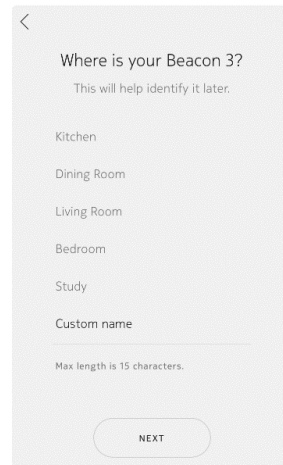 Where is your Beacon 3?
This will help identify it later.
Kitchen
Dining Room
Living Room
Bedroom
Study
Custom name
Max length is 15 characters.
NEXT